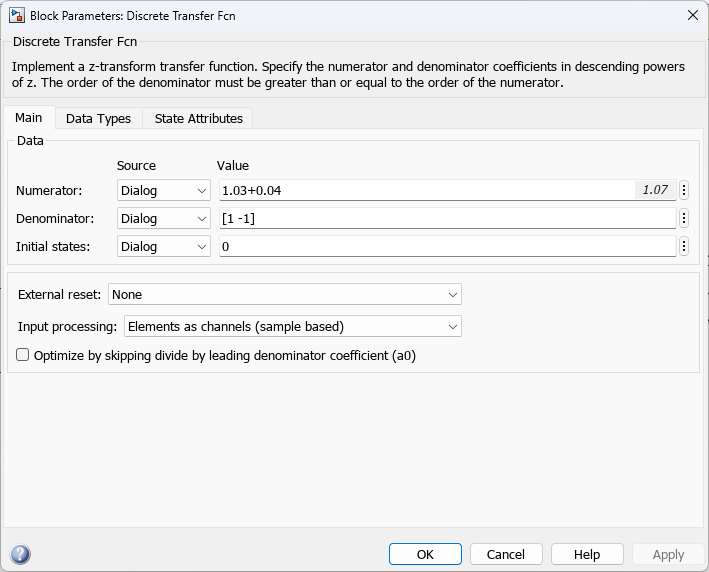 Block Parameters: Discrete Transfer Fcn
Discrete Transfer Fcn
Implement a z-transform transfer function. Specify the numerator and denominator coefficients in descending powers
of z. The order of the denominator must be greater than or equal to the order of the numerator.
Main Data Types State Attributes
Data
Source Value
Numerator: Dialog 1.03+0.04 1.07
Denominator: Dialog [1 -1]
Initial states: Dialog 0
External reset: None
Input processing: Elements as channels (sample based)
Optimize by skipping divide by leading denominator coefficient (a0)
? OK Cancel Help Apply